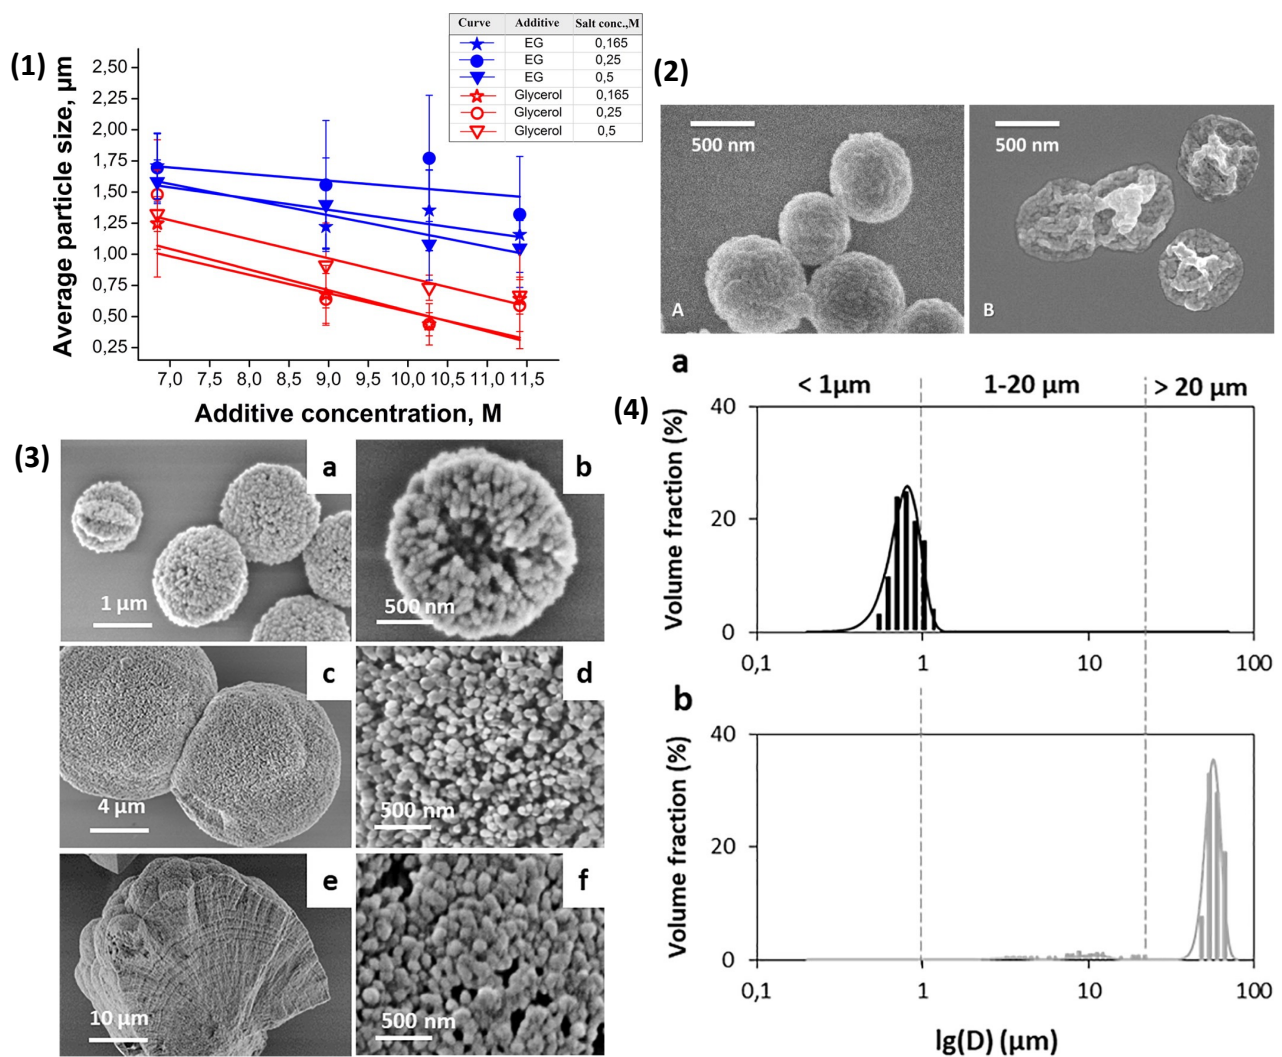 (1)
Curve Additive Salt conc.,M
EG 0,165
EG 0,25
EG 0,5
Glycerol 0,165
Glycerol 0,25
Glycerol 0,5
Average particle size, µm
2,50
2,25
2,00
1,75
1,50
1,25
1,00
0,75
0,50
0,25
7,0 7,5 8,0 8,5 9,0 9,5 10,0 10,5 11,0 11,5
Additive concentration, M
(2)
500 nm
A
500 nm
B
(3)
a
1 µm
b
500 nm
c
4 µm
d
500 nm
e
10 µm
f
500 nm
(4)
a
< 1µm 1-20 µm > 20 µm
Volume fraction (%)
40
20
0
0,1 1 10 100
b
Volume fraction (%)
40
20
0
0,1 1 10 100
lg(D) (µm)